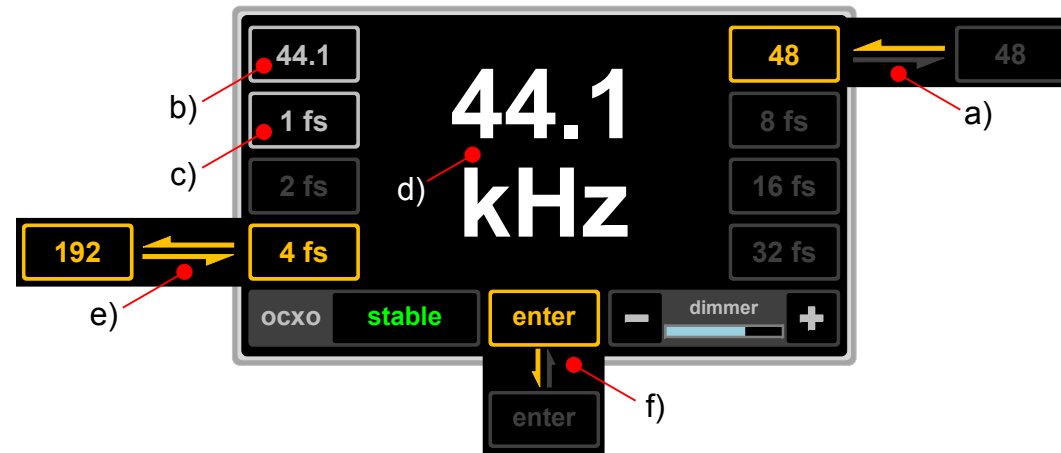 44.1
48
48
b)
a)
44.1
kHz
1 fs
8 fs
c)
d)
2 fs
16 fs
192
4 fs
32 fs
e)
ocxo
stable
enter
dimmer
− +
f)
enter